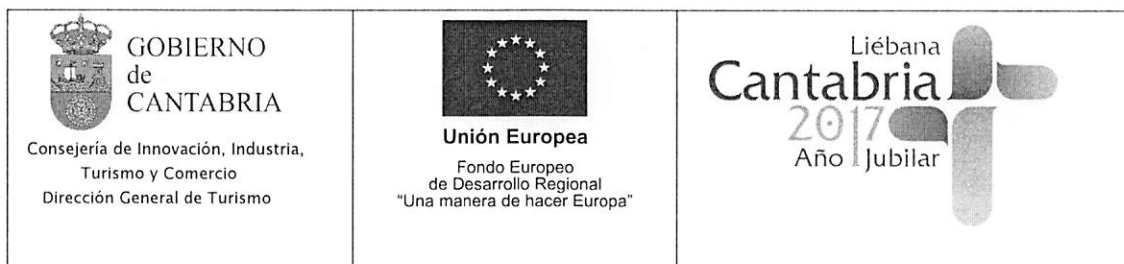 GOBIERNO
de
CANTABRIA
Consejería de Innovación, Industria,
Turismo y Comercio
Dirección General de Turismo
Unión Europea
Fondo Europeo
de Desarrollo Regional
“Una manera de hacer Europa”
Liébana
Cantabria
2017
Año Jubilar